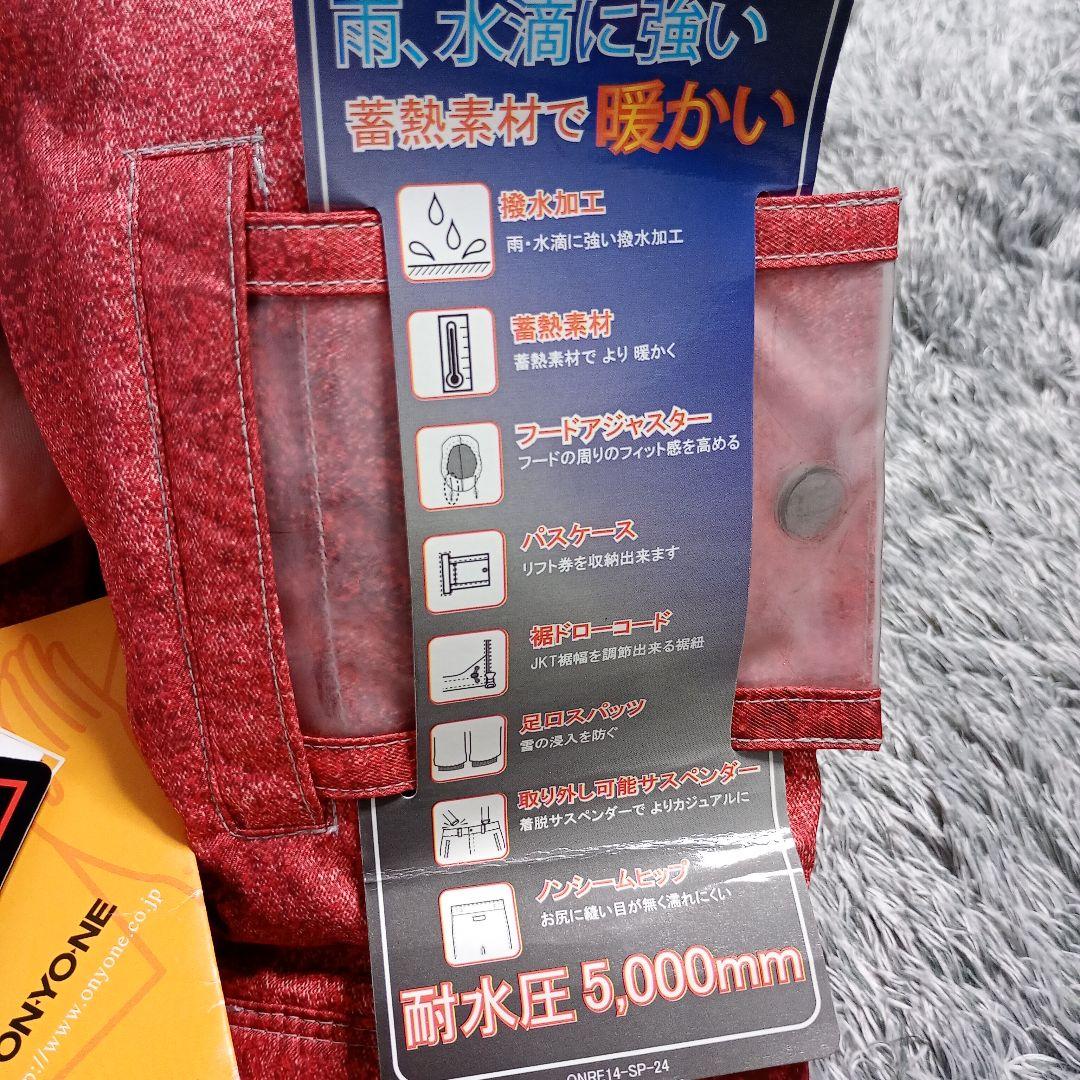 雨、水滴に強い
蓄熱素材で暖かい
撥水加工
雨・水滴に強い撥水加工
蓄熱素材
蓄熱素材で より 暖かく
フードアジャスター
フードの周りのフィット感を高める
パスケース
リフト券を収納出来ます
裾ドローコード
JKT裾幅を調節出来る裾紐
足口スパッツ
雪の浸入を防ぐ
取り外し可能サスペンダー
着脱サスペンダーで よりカジュアルに
ノンシームヒップ
お尻に縫い目が無く濡れにくい
耐水圧 5,000mm
ONRE14-SP-24
ON・YO・NE
http://www.onyone.co.jp